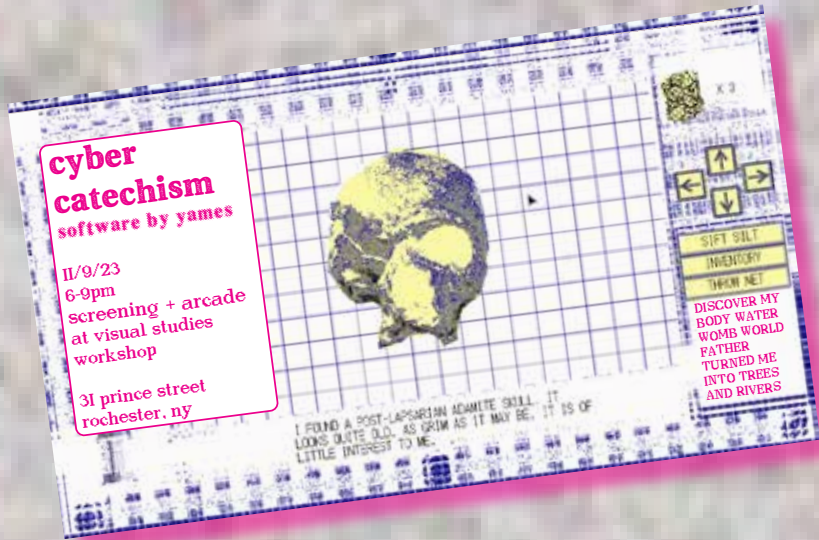 cyber
catechism
software by yames
11/9/23
6-9pm
screening + arcade
at visual studies
workshop
31 prince street
rochester, ny
X 3
SIFT SILT
INVENTORY
THROW NET
DISCOVER MY
BODY WATER
WOMB WORLD
FATHER
TURNED ME
INTO TREES
AND RIVERS
I FOUND A POST-LAPSARIAN ADAMITE SKULL. IT
LOOKS QUITE OLD. AS GRIM AS IT MAY BE, IT IS OF
LITTLE INTEREST TO ME.